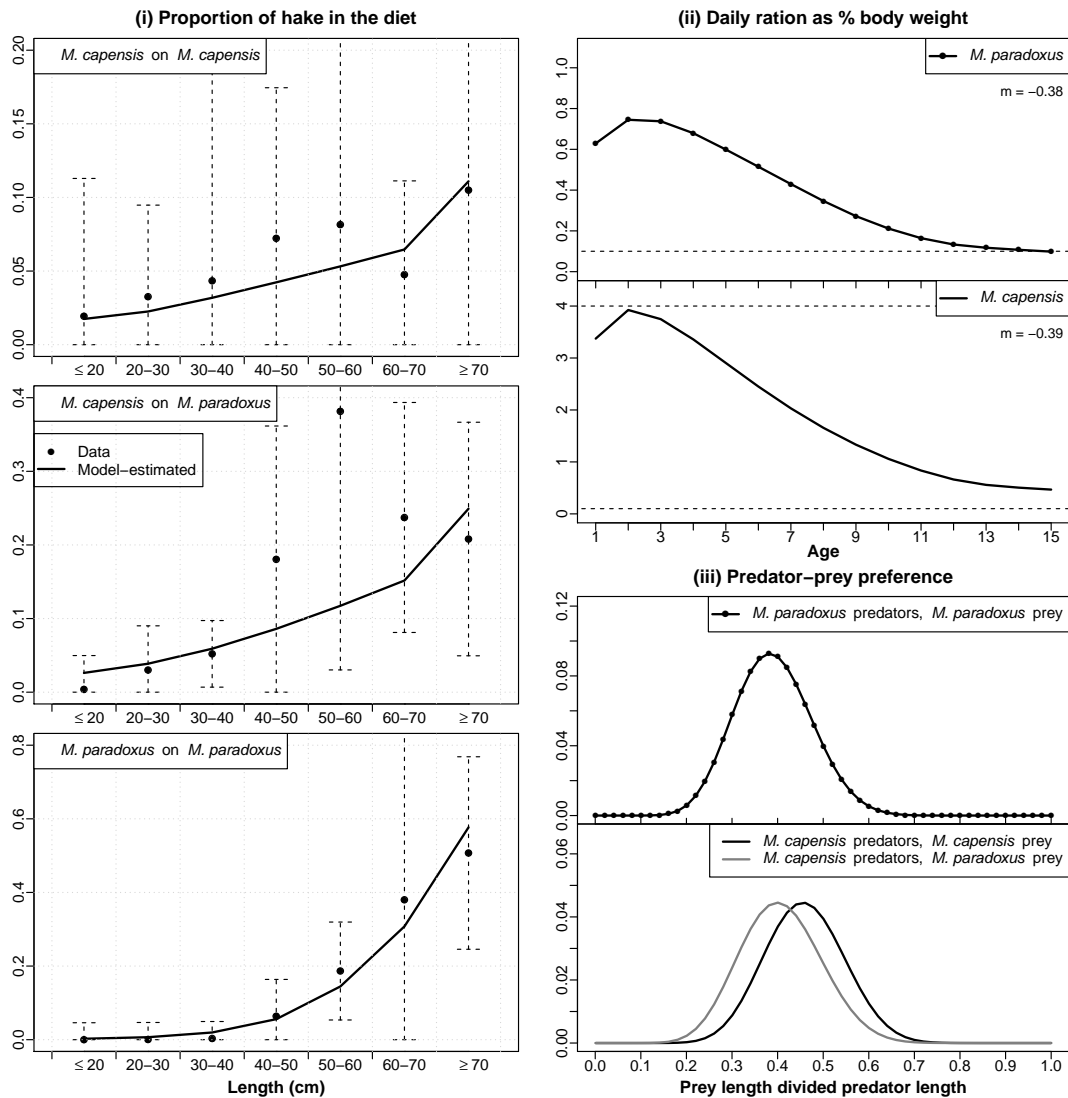 (i) Proportion of hake in the diet
M. capensis on M. capensis
0.00 0.05 0.10 0.15 0.20
≤ 20 20−30 30−40 40−50 50−60 60−70 ≥ 70
M. capensis on M. paradoxus
Data
Model−estimated
0.0 0.1 0.2 0.3 0.4
≤ 20 20−30 30−40 40−50 50−60 60−70 ≥ 70
M. paradoxus on M. paradoxus
0.0 0.2 0.4 0.6 0.8
≤ 20 20−30 30−40 40−50 50−60 60−70 ≥ 70
Length (cm)
(ii) Daily ration as % body weight
M. paradoxus
m = −0.38
0.0 0.2 0.4 0.6 0.8 1.0
M. capensis
m = −0.39
0 1 2 3 4
1 3 5 7 9 11 13 15
Age
(iii) Predator−prey preference
M. paradoxus predators, M. paradoxus prey
0.00 0.04 0.08 0.12
M. capensis predators, M. capensis prey
M. capensis predators, M. paradoxus prey
0.00 0.02 0.04 0.06
0.0 0.1 0.2 0.3 0.4 0.5 0.6 0.7 0.8 0.9 1.0
Prey length divided predator length